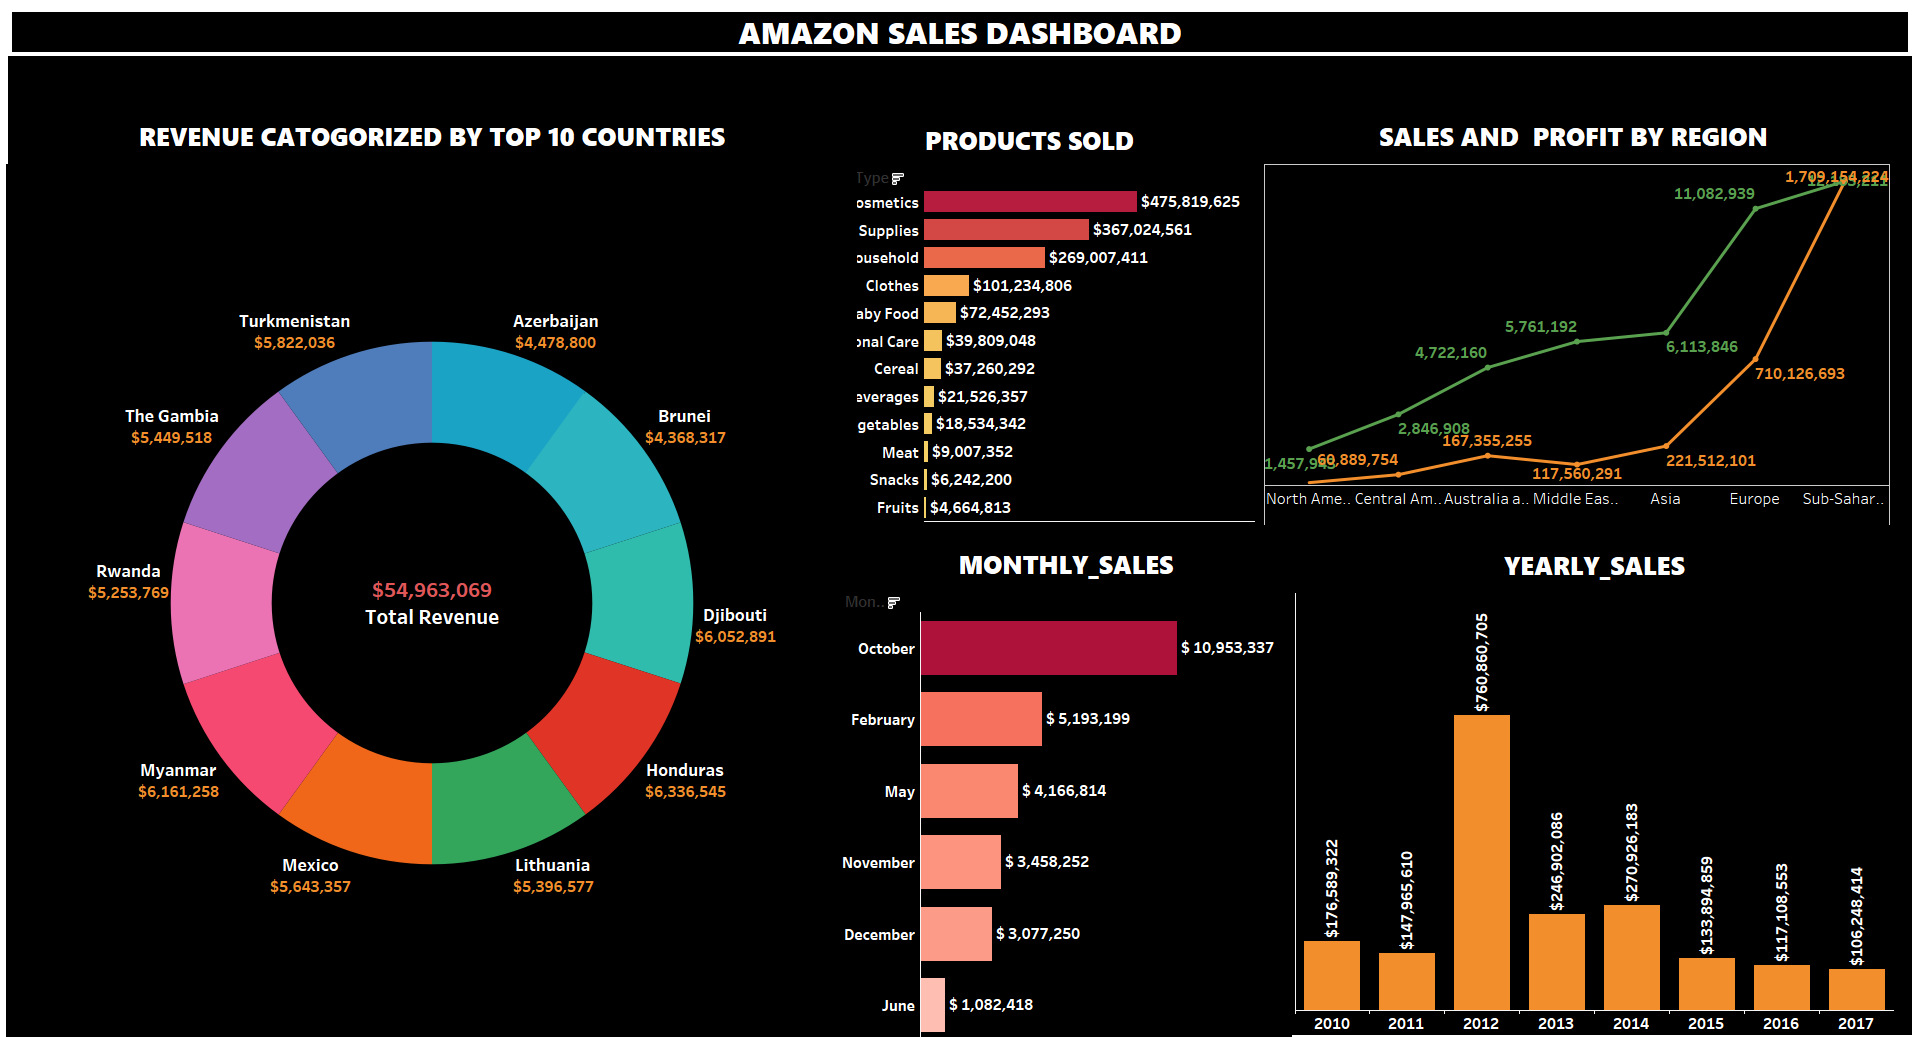 AMAZON SALES DASHBOARD
REVENUE CATOGORIZED BY TOP 10 COUNTRIES
Turkmenistan
$5,822,036
Azerbaijan
$4,478,800
The Gambia
$5,449,518
Brunei
$4,368,317
Rwanda
$5,253,769
Djibouti
$6,052,891
$54,963,069
Total Revenue
Myanmar
$6,161,258
Honduras
$6,336,545
Mexico
$5,643,357
Lithuania
$5,396,577
PRODUCTS SOLD
Type
osmetics $475,819,625
Supplies $367,024,561
ousehold $269,007,411
Clothes $101,234,806
aby Food $72,452,293
onal Care $39,809,048
Cereal $37,260,292
everages $21,526,357
getables $18,534,342
Meat $9,007,352
Snacks $6,242,200
Fruits $4,664,813
SALES AND PROFIT BY REGION
1,709,154,224
11,082,939
5,761,192
6,113,846
4,722,160
710,126,693
2,846,908
167,355,255
60,889,754
117,560,291
221,512,101
North Ame.. Central Am.. Australia a.. Middle Eas.. Asia Europe Sub-Sahar..
MONTHLY_SALES
Mon..
October $ 10,953,337
February $ 5,193,199
May $ 4,166,814
November $ 3,458,252
December $ 3,077,250
June $ 1,082,418
YEARLY_SALES
$176,589,322
$147,965,610
$760,860,705
$246,902,086
$270,926,183
$133,894,859
$117,108,553
$106,248,414
2010 2011 2012 2013 2014 2015 2016 2017